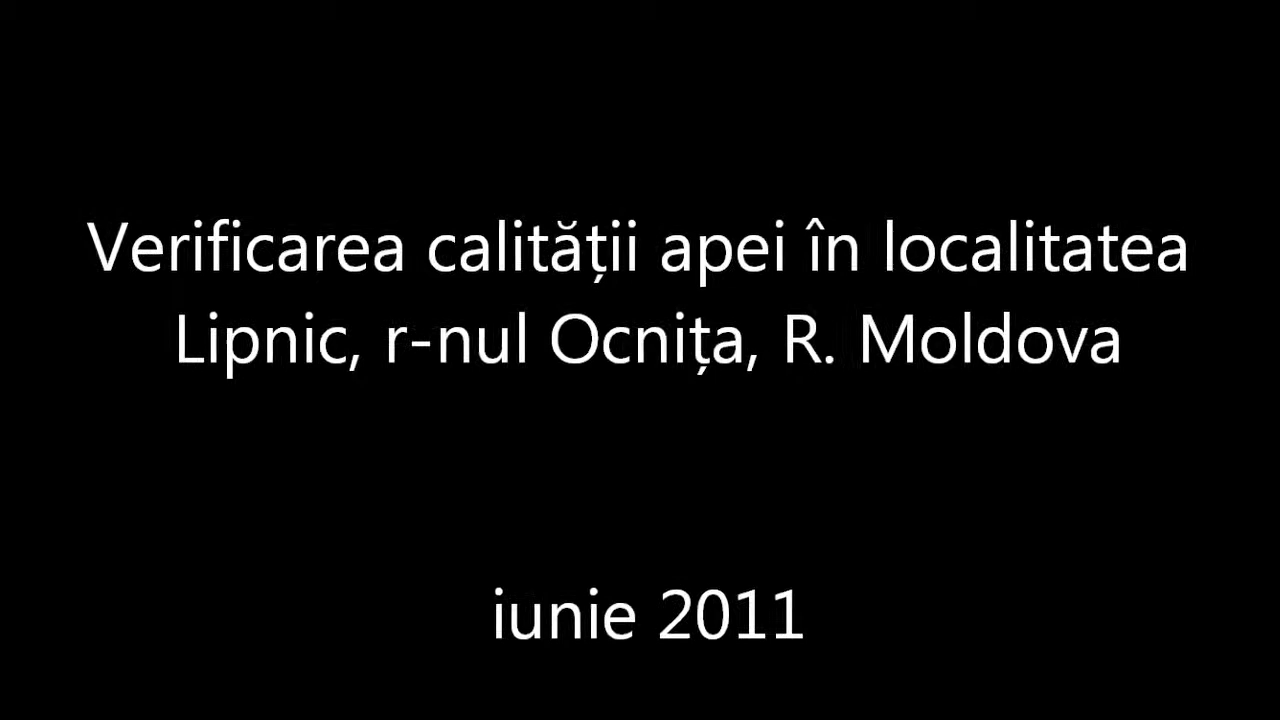 Verificarea calității apei în localitatea
Lipnic, r-nul Ocnița, R. Moldova
iunie 2011